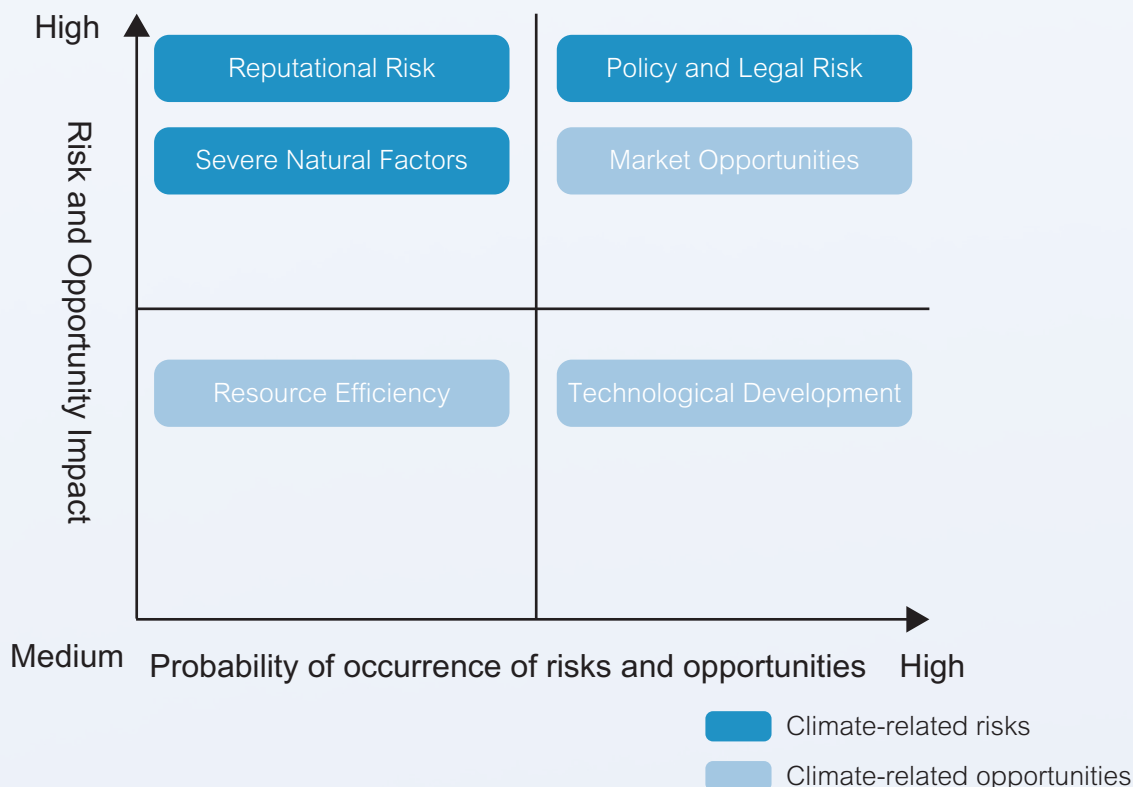 High
Reputational Risk
Policy and Legal Risk
Severe Natural Factors
Market Opportunities
Risk and Opportunity Impact
Resource Efficiency
Technological Development
Medium
Probability of occurrence of risks and opportunities
High
Climate-related risks
Climate-related opportunities